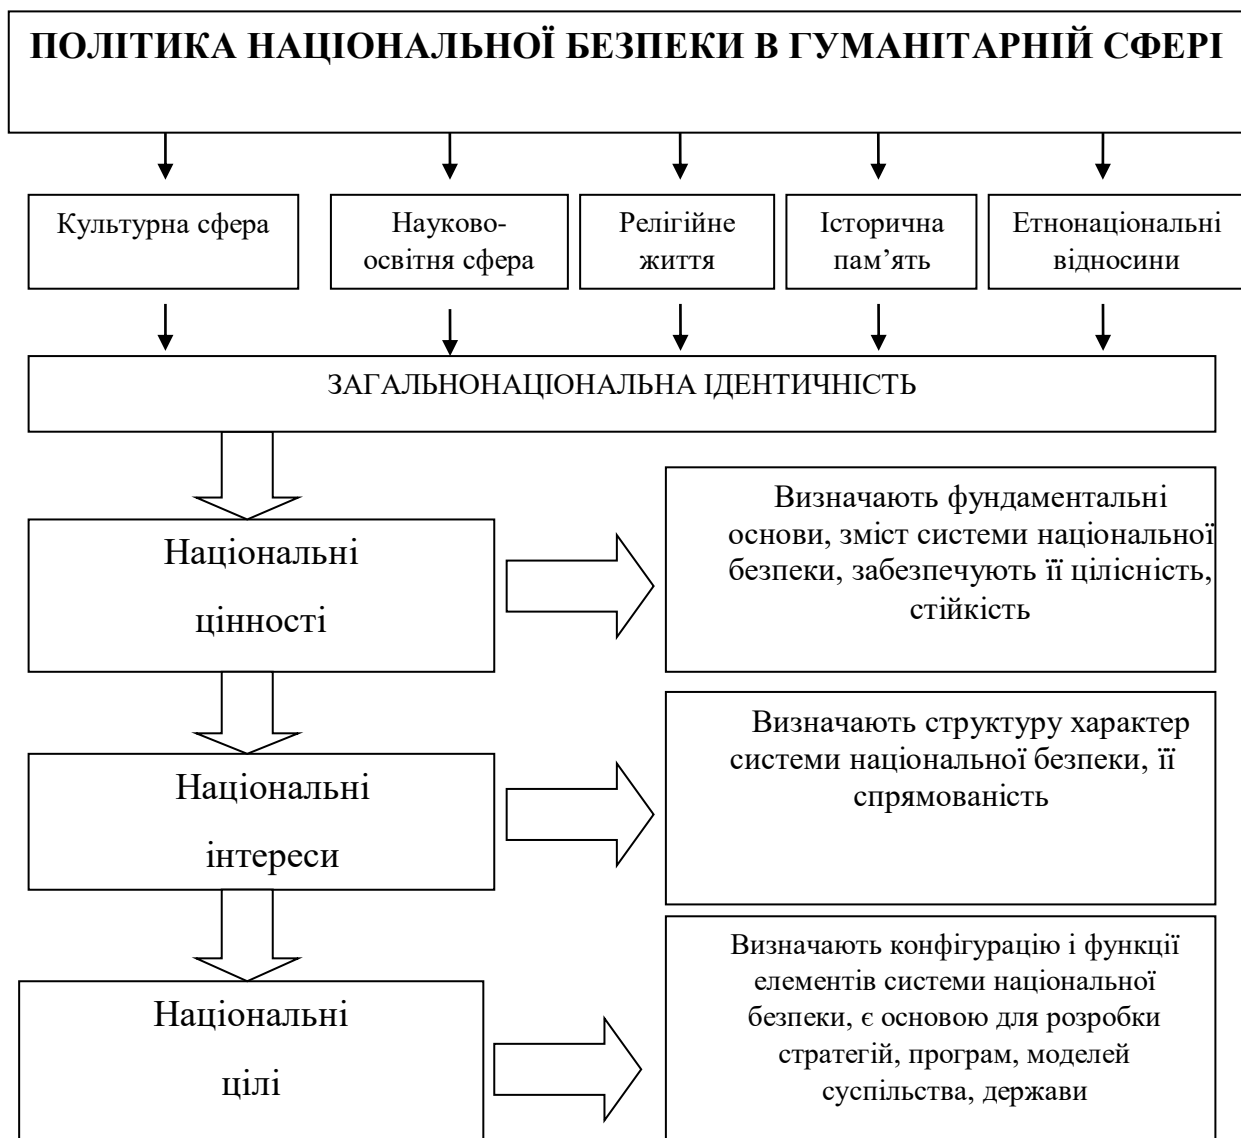 ПОЛІТИКА НАЦІОНАЛЬНОЇ БЕЗПЕКИ В ГУМАНІТАРНІЙ СФЕРІ
Культурна сфера
Науково-
освітня сфера
Релігійне
життя
Історична
пам’ять
Етнонаціональні
відносини
ЗАГАЛЬНОНАЦІОНАЛЬНА ІДЕНТИЧНІСТЬ
Національні
цінності
Визначають фундаментальні
основи, зміст системи національної
безпеки, забезпечують її цілісність,
стійкість
Національні
інтереси
Визначають структуру характер
системи національної безпеки, її
спрямованість
Національні
цілі
Визначають конфігурацію і функції
елементів системи національної
безпеки, є основою для розробки
стратегій, програм, моделей
суспільства, держави